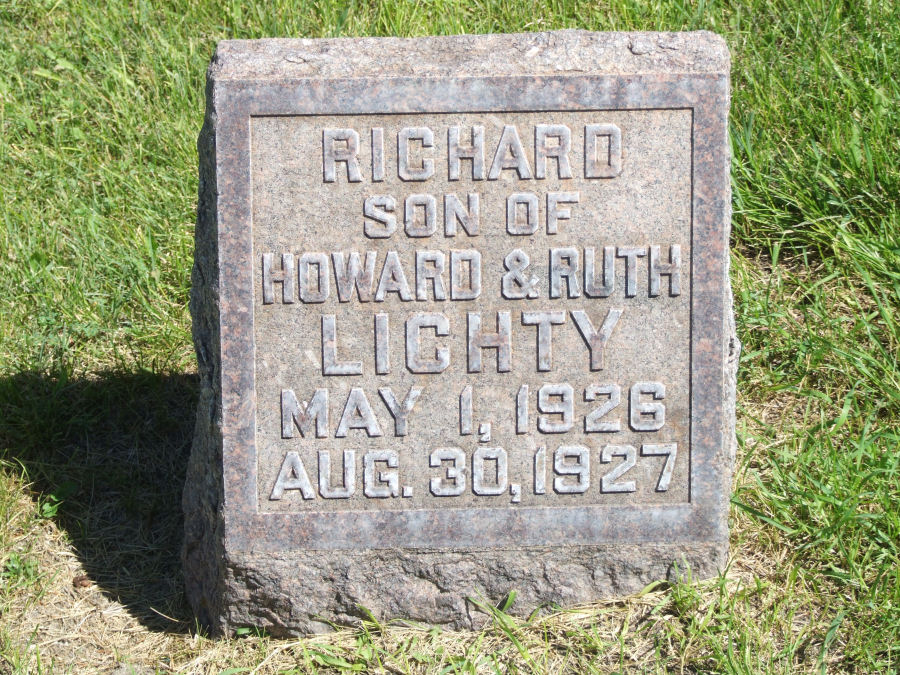 RICHARD
SON OF
HOWARD & RUTH
LICHTY
MAY 1, 1926
AUG. 30, 1927